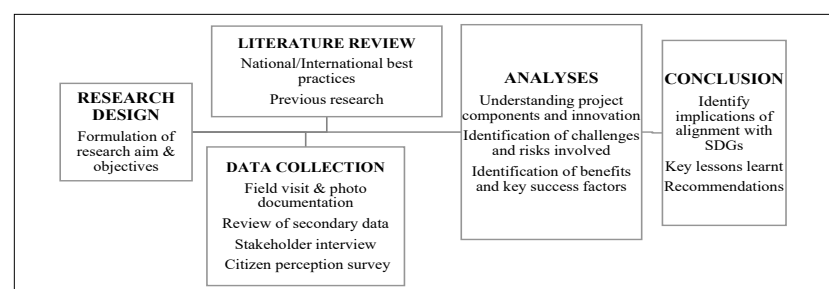 RESEARCH
DESIGN
Formulation of
research aim &
objectives
LITERATURE REVIEW
National/International best
practices
Previous research
DATA COLLECTION
Field visit & photo
documentation
Review of secondary data
Stakeholder interview
Citizen perception survey
ANALYSES
Understanding project
components and innovation
Identification of challenges
and risks involved
Identification of benefits
and key success factors
CONCLUSION
Identify
implications of
alignment with
SDGs
Key lessons learnt
Recommendations